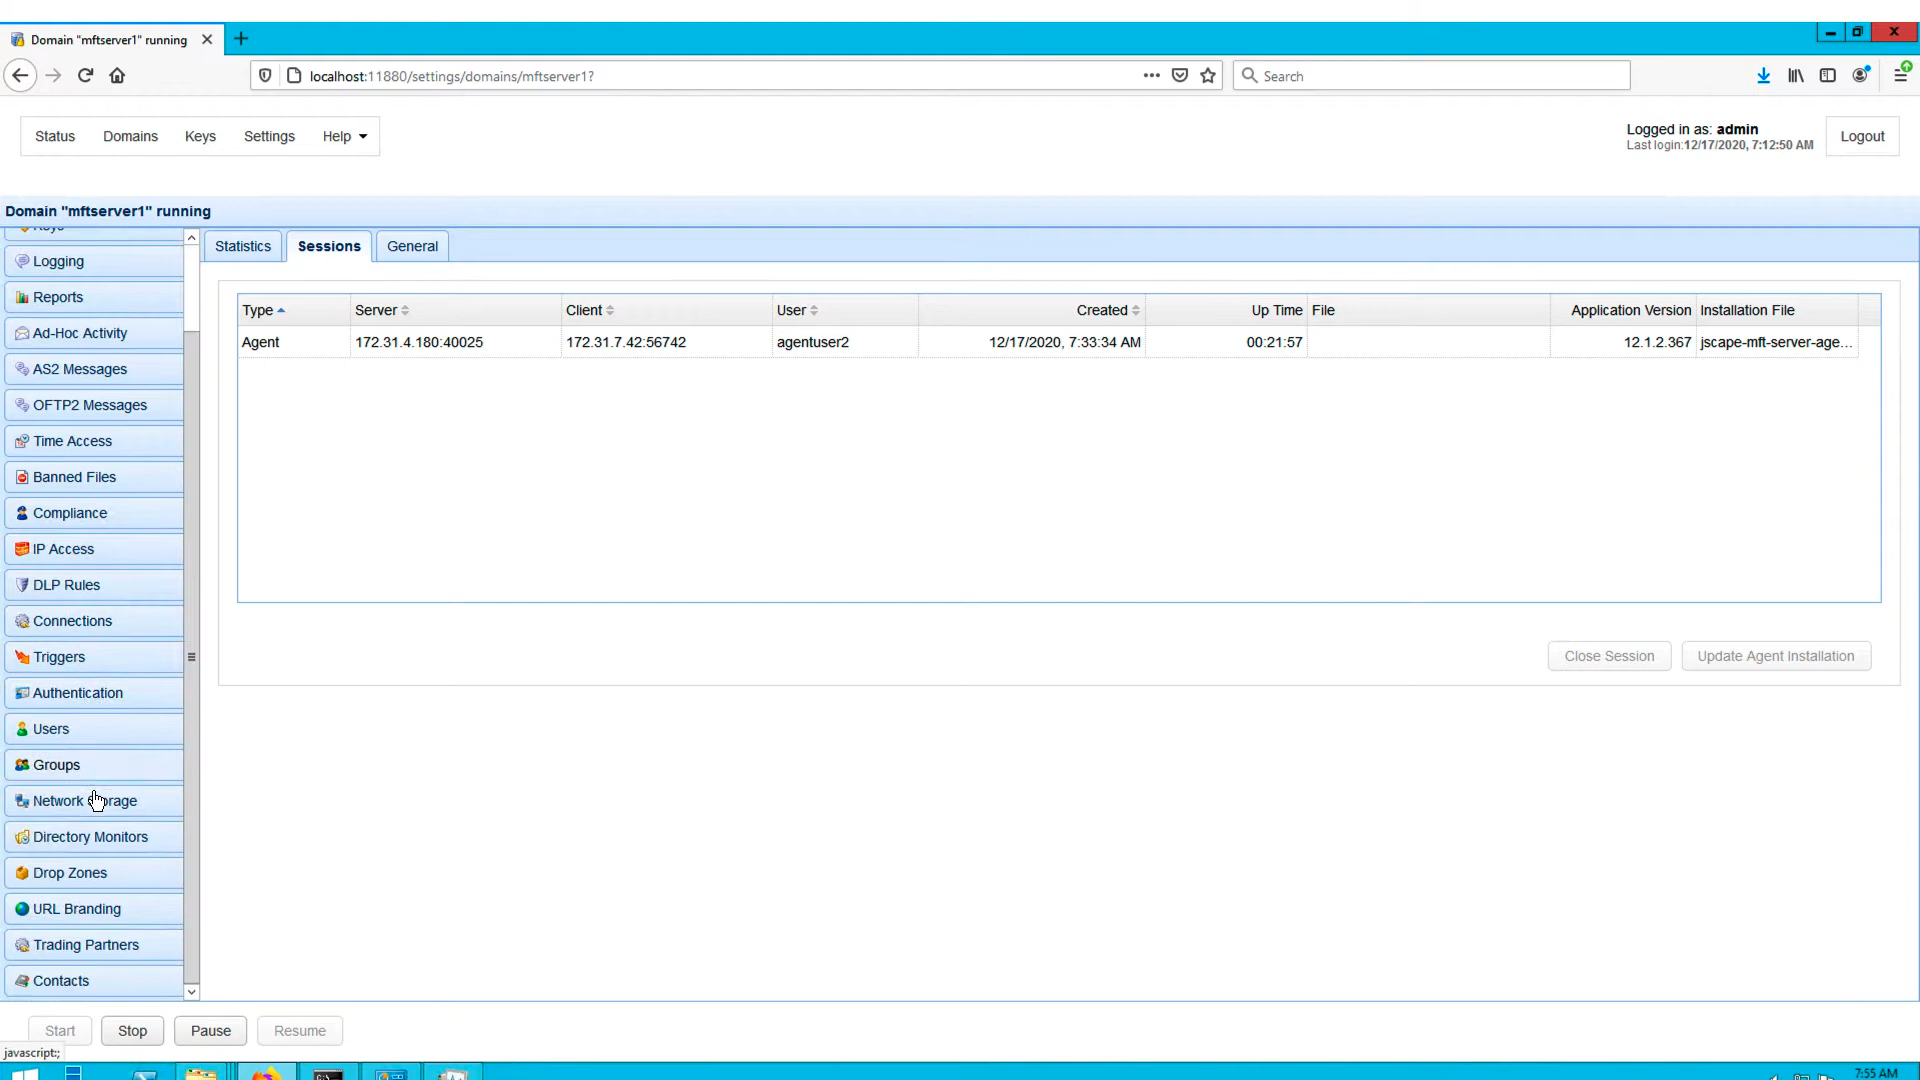 Domain "mftserver1" running
localhost:11880/settings/domains/mftserver1?
Search
Status Domains Keys Settings Help
Logged in as: admin
Last login:12/17/2020, 7:12:50 AM
Logout
Domain "mftserver1" running
Keys
Logging
Reports
Ad-Hoc Activity
AS2 Messages
OFTP2 Messages
Time Access
Banned Files
Compliance
IP Access
DLP Rules
Connections
Triggers
Authentication
Users
Groups
Network Storage
Directory Monitors
Drop Zones
URL Branding
Trading Partners
Contacts
Statistics Sessions General
Type Server Client User Created Up Time File Application Version Installation File
Agent 172.31.4.180:40025 172.31.7.42:56742 agentuser2 12/17/2020, 7:33:34 AM 00:21:57 12.1.2.367 jscape-mft-server-age...
Close Session Update Agent Installation
Start Stop Pause Resume
javascript:;
7:55 AM